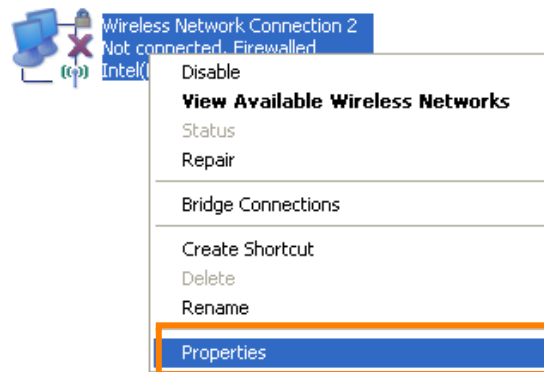 Wireless Network Connection 2
Not connected, Firewalled
Intel(
Disable
View Available Wireless Networks
Status
Repair
Bridge Connections
Create Shortcut
Delete
Rename
Properties